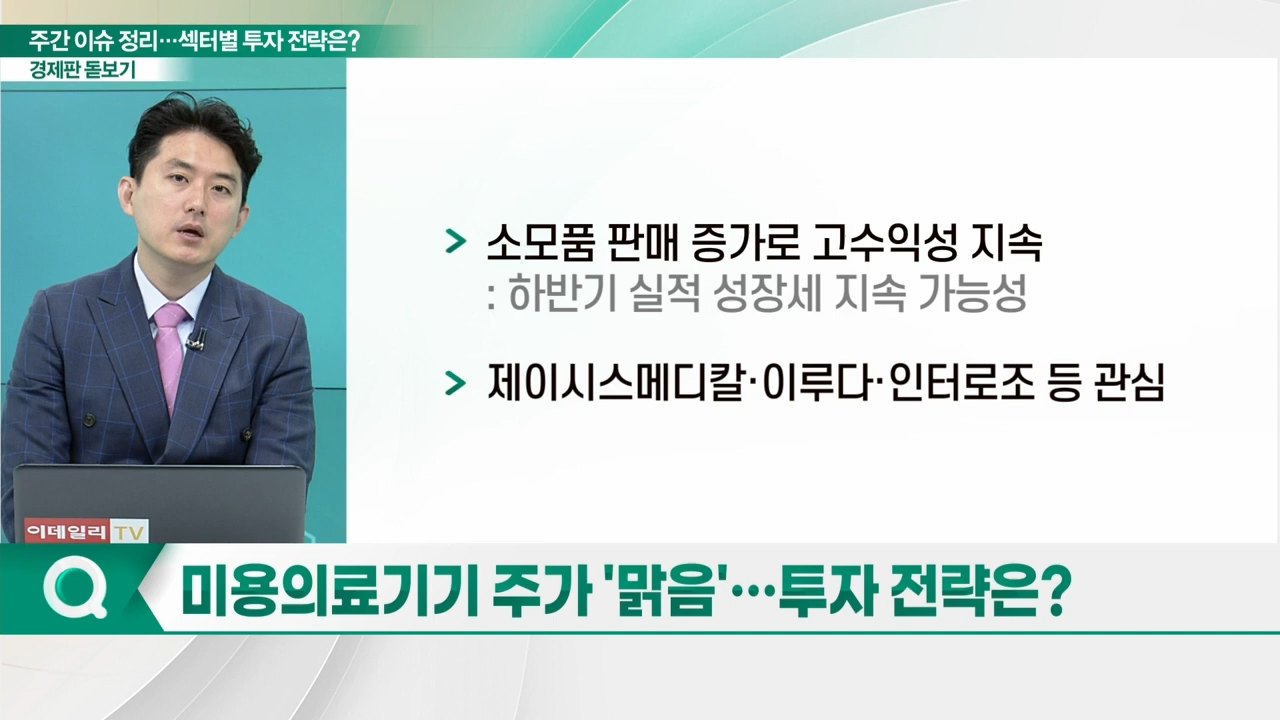 주간 이슈 정리…섹터별 투자 전략은?
경제판 돋보기
> 소모품 판매 증가로 고수익성 지속
: 하반기 실적 성장세 지속 가능성
> 제이시스메디칼·이루다·인터로조 등 관심
이데일리 TV
미용의료기기 주가 '맑음'…투자 전략은?